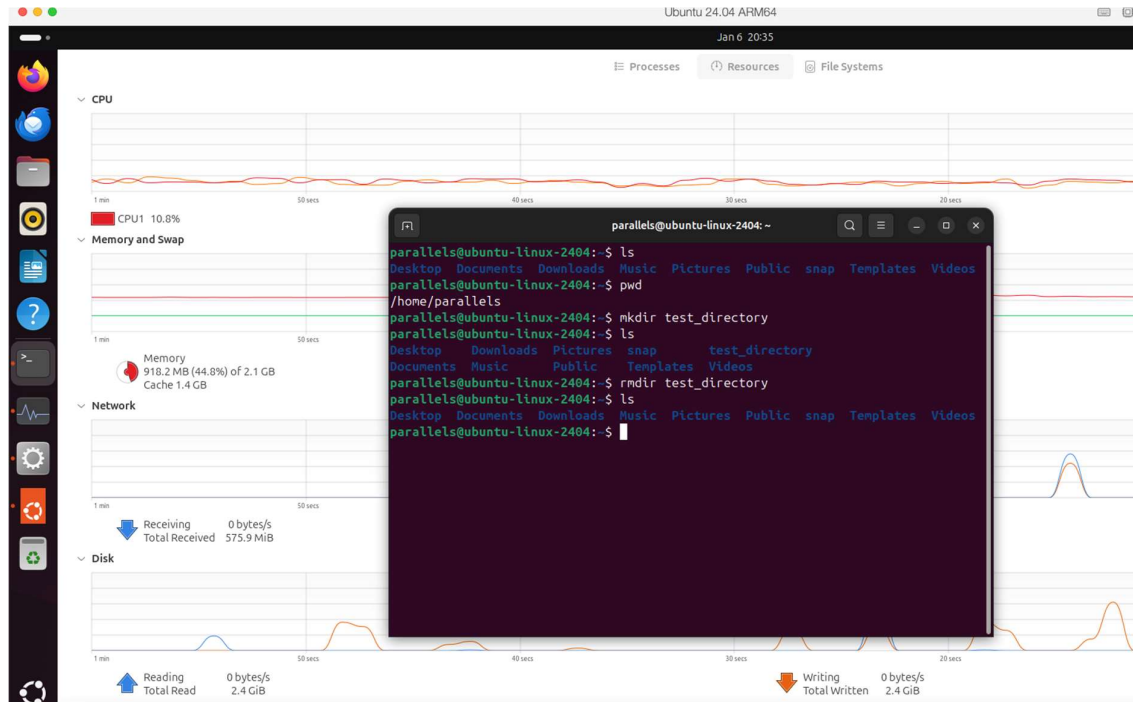 Ubuntu 24.04 ARM64
Jan 6 20:35
Processes Resources File Systems
CPU
1 min 50 secs 40 secs 30 secs 20 secs
CPU1 10.8%
Memory and Swap
1 min 50 secs
Memory
918.2 MB (44.8%) of 2.1 GB
Cache 1.4 GB
Network
1 min 50 secs
Receiving 0 bytes/s
Total Received 575.9 MiB
Disk
1 min 50 secs 40 secs 30 secs 20 secs
Reading 0 bytes/s
Total Read 2.4 GiB
Writing 0 bytes/s
Total Written 2.4 GiB
parallels@ubuntu-linux-2404: ~
parallels@ubuntu-linux-2404:~$ ls
Desktop Documents Downloads Music Pictures Public snap Templates Videos
parallels@ubuntu-linux-2404:~$ pwd
/home/parallels
parallels@ubuntu-linux-2404:~$ mkdir test_directory
parallels@ubuntu-linux-2404:~$ ls
Desktop Downloads Pictures snap test_directory
Documents Music Public Templates Videos
parallels@ubuntu-linux-2404:~$ rmdir test_directory
parallels@ubuntu-linux-2404:~$ ls
Desktop Documents Downloads Music Pictures Public snap Templates Videos
parallels@ubuntu-linux-2404:~$